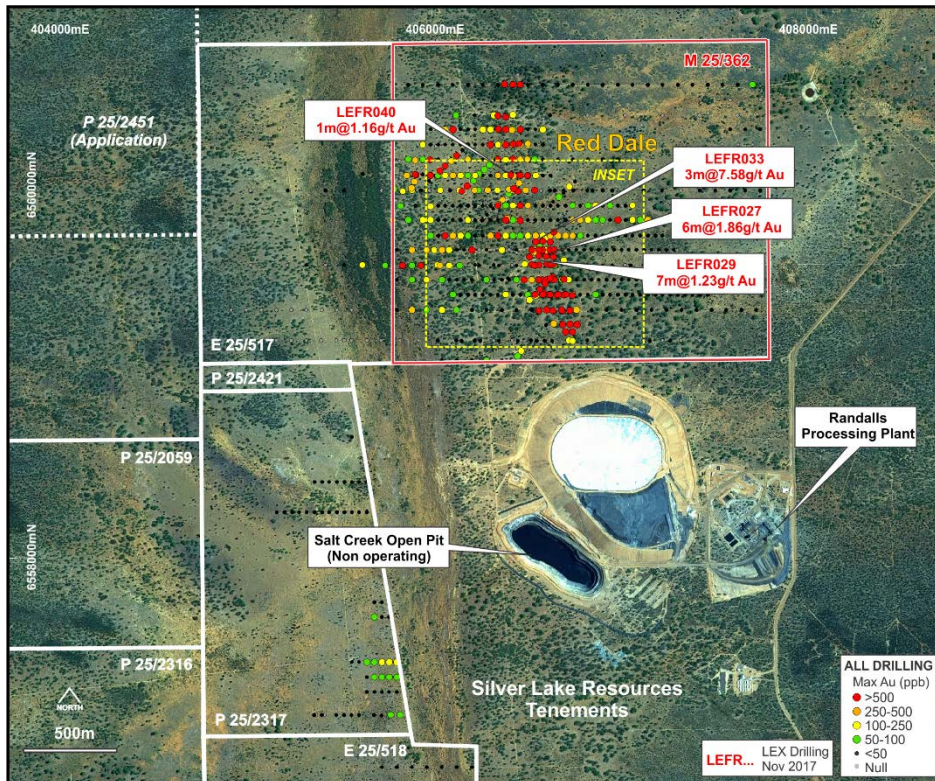 404000mE
406000mE
408000mE
M 25/362
P 25/2451
(Application)
LEFR040
1m@1.16g/t Au
Red Dale
INSET
LEFR033
3m@7.58g/t Au
6560000mN
LEFR027
6m@1.86g/t Au
LEFR029
7m@1.23g/t Au
E 25/517
P 25/2421
P 25/2059
Randalls
Processing Plant
Salt Creek Open Pit
(Non operating)
6558000mN
P 25/2316
NORTH
500m
P 25/2317
E 25/518
Silver Lake Resources
Tenements
ALL DRILLING
Max Au (ppb)
>500
250-500
100-250
50-100
<50
Null
LEFR... LEX Drilling
Nov 2017